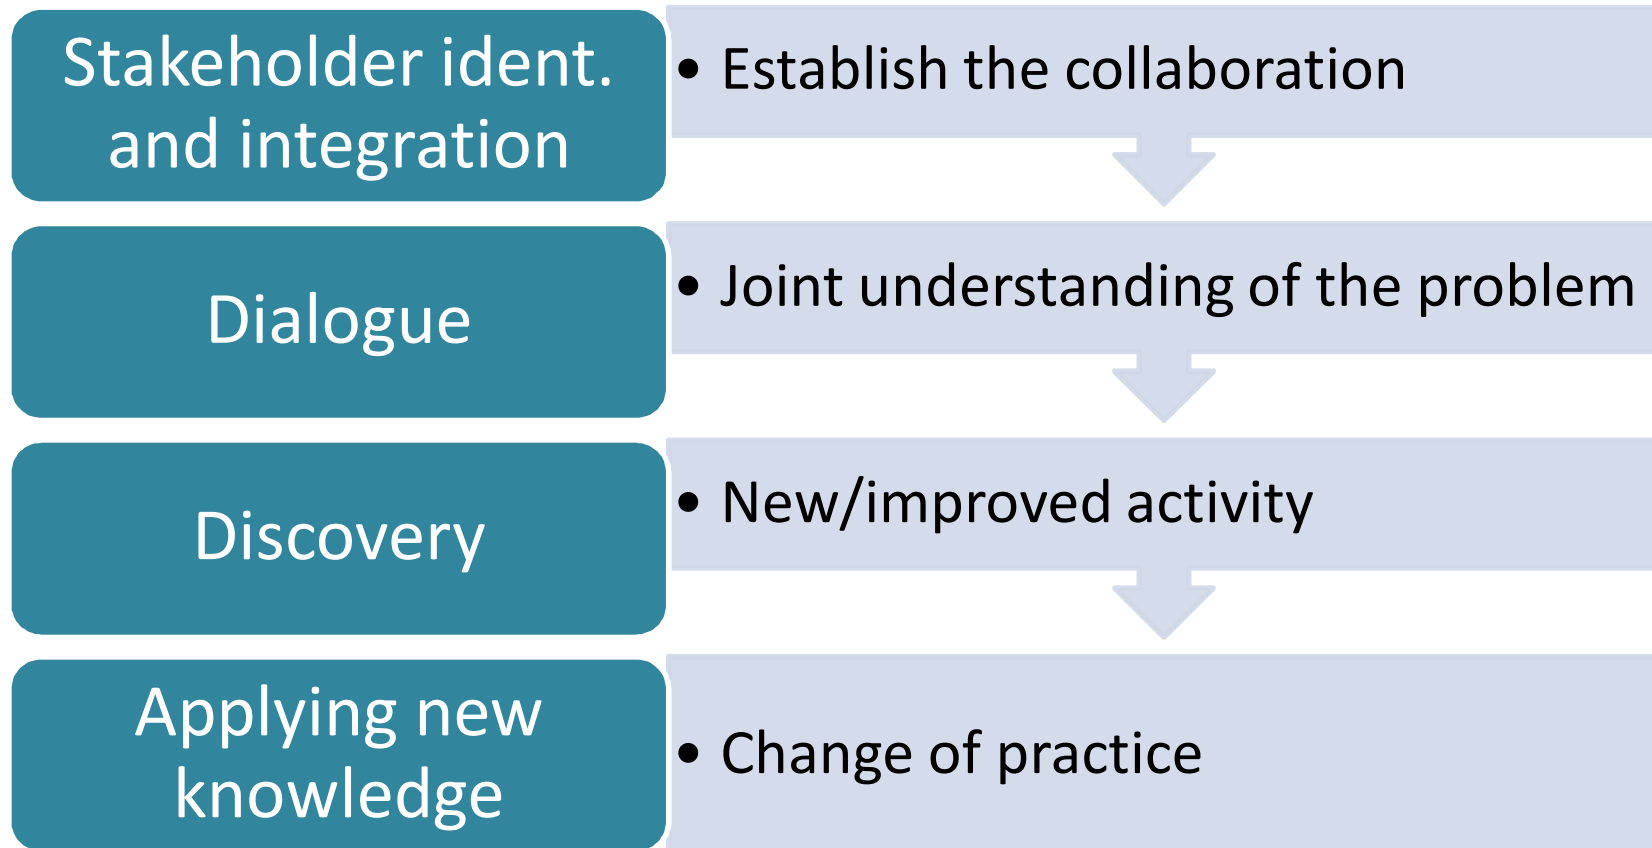 Stakeholder ident.
and integration
• Establish the collaboration
Dialogue
• Joint understanding of the problem
Discovery
• New/improved activity
Applying new
knowledge
• Change of practice